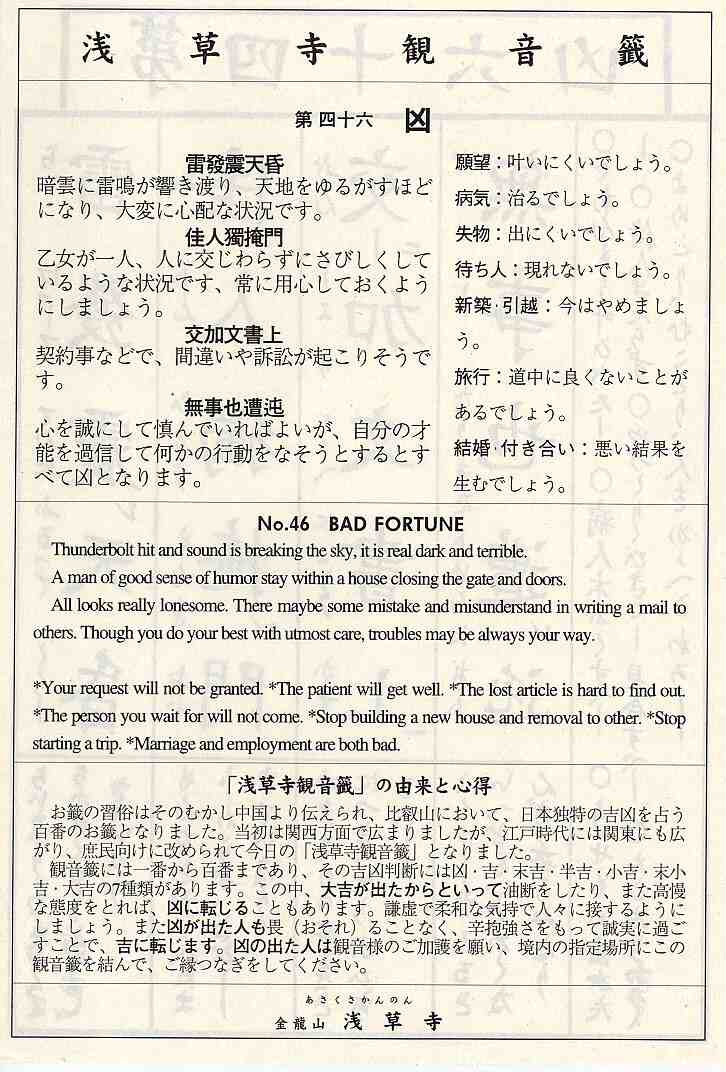 浅草寺観音籤
第四十六 凶
雷發震天昏
暗雲に雷鳴が響き渡り、天地をゆるがすほど
になり、大変に心配な状況です。
佳人獨掩門
乙女が一人、人に交じわらずにさびしくして
いるような状況です、常に用心しておくよう
にしましょう。
交加文書上
契約事などで、間違いや訴訟が起こりそうで
す。
無事也遭迍
心を誠にして慎んでいればよいが、自分の才
能を過信して何かの行動をなそうとするとす
べて凶となります。
願望：叶いにくいでしょう。
病気：治るでしょう。
失物：出にくいでしょう。
待ち人：現れないでしょう。
新築・引越：今はやめましょ
う。
旅行：道中に良くないことが
あるでしょう。
結婚・付き合い：悪い結果を
生むでしょう。
No.46 BAD FORTUNE
Thunderbolt hit and sound is breaking the sky, it is real dark and terrible.
A man of good sense of humor stay within a house closing the gate and doors.
All looks really lonesome. There maybe some mistake and misunderstand in writing a mail to
others. Though you do your best with utmost care, troubles may be always your way.
*Your request will not be granted. *The patient will get well. *The lost article is hard to find out.
*The person you wait for will not come. *Stop building a new house and removal to other. *Stop
starting a trip. *Marriage and employment are both bad.
「浅草寺観音籤」の由来と心得
お籤の習俗はそのむかし中国より伝えられ、比叡山において、日本独特の吉凶を占う
百番のお籤となりました。当初は関西方面で広まりましたが、江戸時代には関東にも広
がり、庶民向けに改められて今日の「浅草寺観音籤」となりました。
観音籤には一番から百番まであり、その吉凶判断には凶・吉・末吉・半吉・小吉・末小
吉・大吉の7種類があります。この中、大吉が出たからといって油断をしたり、また高慢
な態度をとれば、凶に転じることもあります。謙虚で柔和な気持で人々に接するように
しましょう。また凶が出た人も畏（おそれ）ることなく、辛抱強さをもって誠実に過ご
すことで、吉に転じます。凶の出た人は観音様のご加護を願い、境内の指定場所にこの
観音籤を結んで、ご縁つなぎをしてください。
あさくさかんのん
金龍山 浅草寺